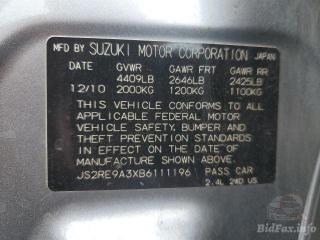 MFD BY SUZUKI MOTOR CORPORATION JAPAN
GVWR GAWR FRT GAWR RR
4409LB 2646LB 2425LB
12/10 2000KG 1200KG 1100KG
THIS VEHICLE CONFORMS TO ALL
APPLICABLE FEDERAL MOTOR
VEHICLE SAFETY, BUMPER AND
THEFT PREVENTION STANDARDS
IN EFFECT ON THE DATE OF
MANUFACTURE SHOWN ABOVE.
JS2RE9A3XB6111196 PASS CAR
2.4L 2WD US
BidFax.info